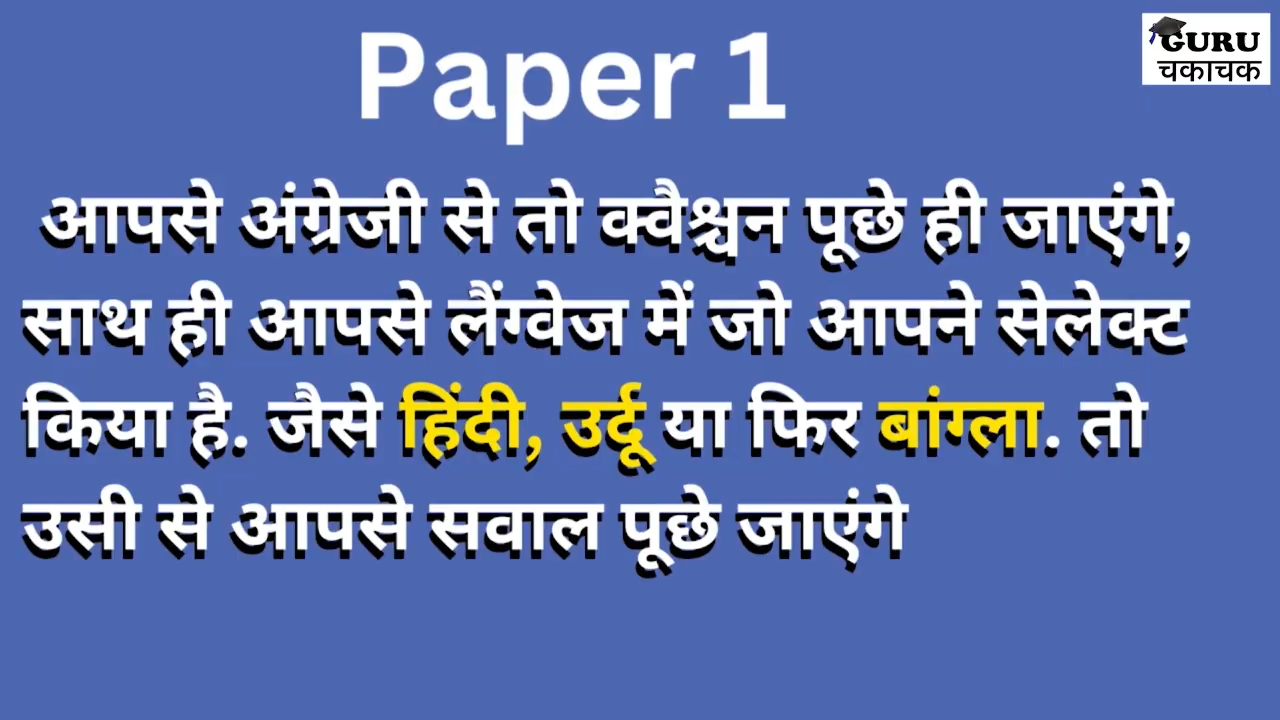 Paper 1
GURU
चकाचक
आपसे अंग्रेजी से तो क्वैश्चन पूछे ही जाएंगे,
साथ ही आपसे लैंग्वेज में जो आपने सेलेक्ट
किया है. जैसे हिंदी, उर्दू या फिर बांग्ला. तो
उसी से आपसे सवाल पूछे जाएंगे